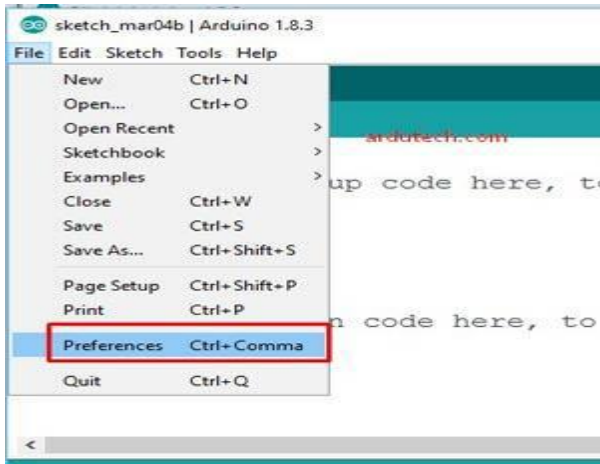 sketch_mar04b | Arduino 1.8.3
File Edit Sketch Tools Help
New Ctrl+N
Open... Ctrl+O
Open Recent >
ardutech.com
Sketchbook >
Examples >
up code here, to
Close Ctrl+W
Save Ctrl+S
Save As... Ctrl+Shift+S
Page Setup Ctrl+Shift+P
Print Ctrl+P
n code here, to
Preferences Ctrl+Comma
Quit Ctrl+Q
<